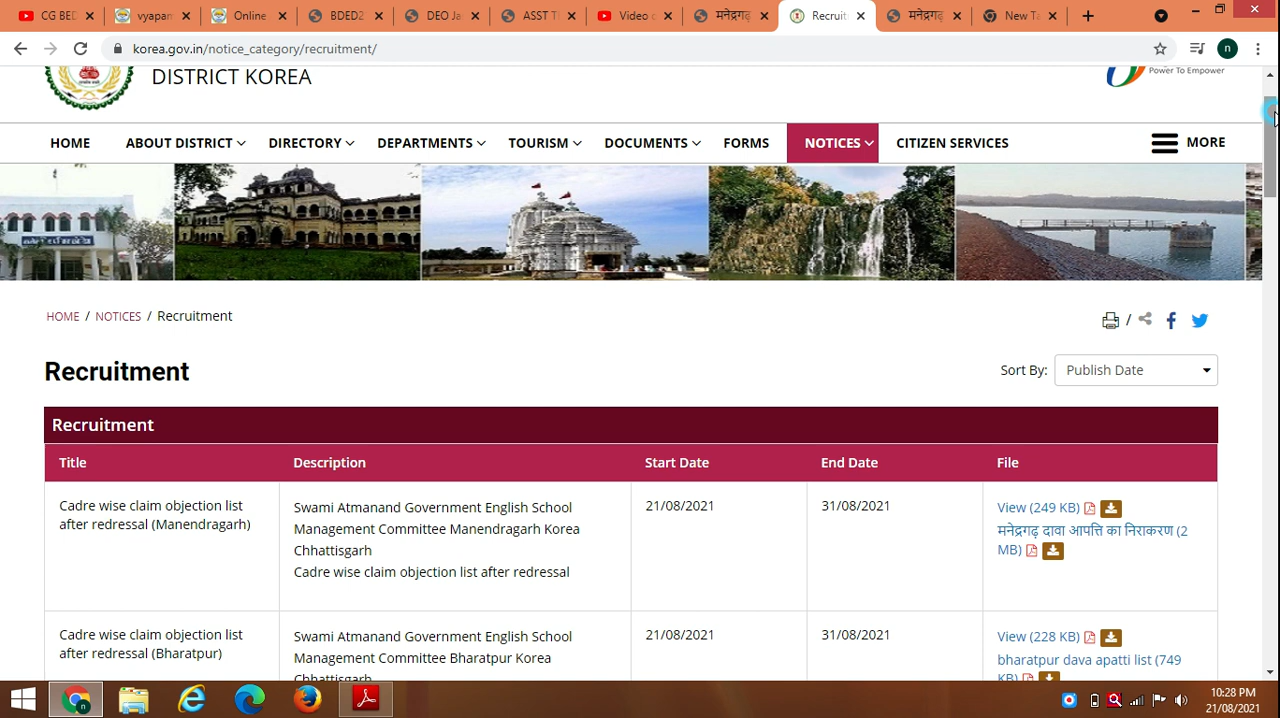 CG BED
vyapam
Online
BDED2
DEO Ja
ASST T
Video c
मनेंद्रगढ़
Recruit
मनेंद्रगढ़
New Ta
korea.gov.in/notice_category/recruitment/
n
DISTRICT KOREA
Power To Empower
HOME ABOUT DISTRICT DIRECTORY DEPARTMENTS TOURISM DOCUMENTS FORMS NOTICES CITIZEN SERVICES MORE
HOME / NOTICES / Recruitment
/
Recruitment
Sort By: Publish Date
Recruitment
Title Description Start Date End Date File
Cadre wise claim objection list
after redressal (Manendragarh)
Swami Atmanand Government English School
Management Committee Manendragarh Korea
Chhattisgarh
Cadre wise claim objection list after redressal
21/08/2021
31/08/2021
View (249 KB)
मनेद्रगढ़ दावा आपत्ति का निराकरण (2
MB)
Cadre wise claim objection list
after redressal (Bharatpur)
Swami Atmanand Government English School
Management Committee Bharatpur Korea
Chhattisgarh
21/08/2021
31/08/2021
View (228 KB)
bharatpur dava apatti list (749
KB)
n
10:28 PM
21/08/2021